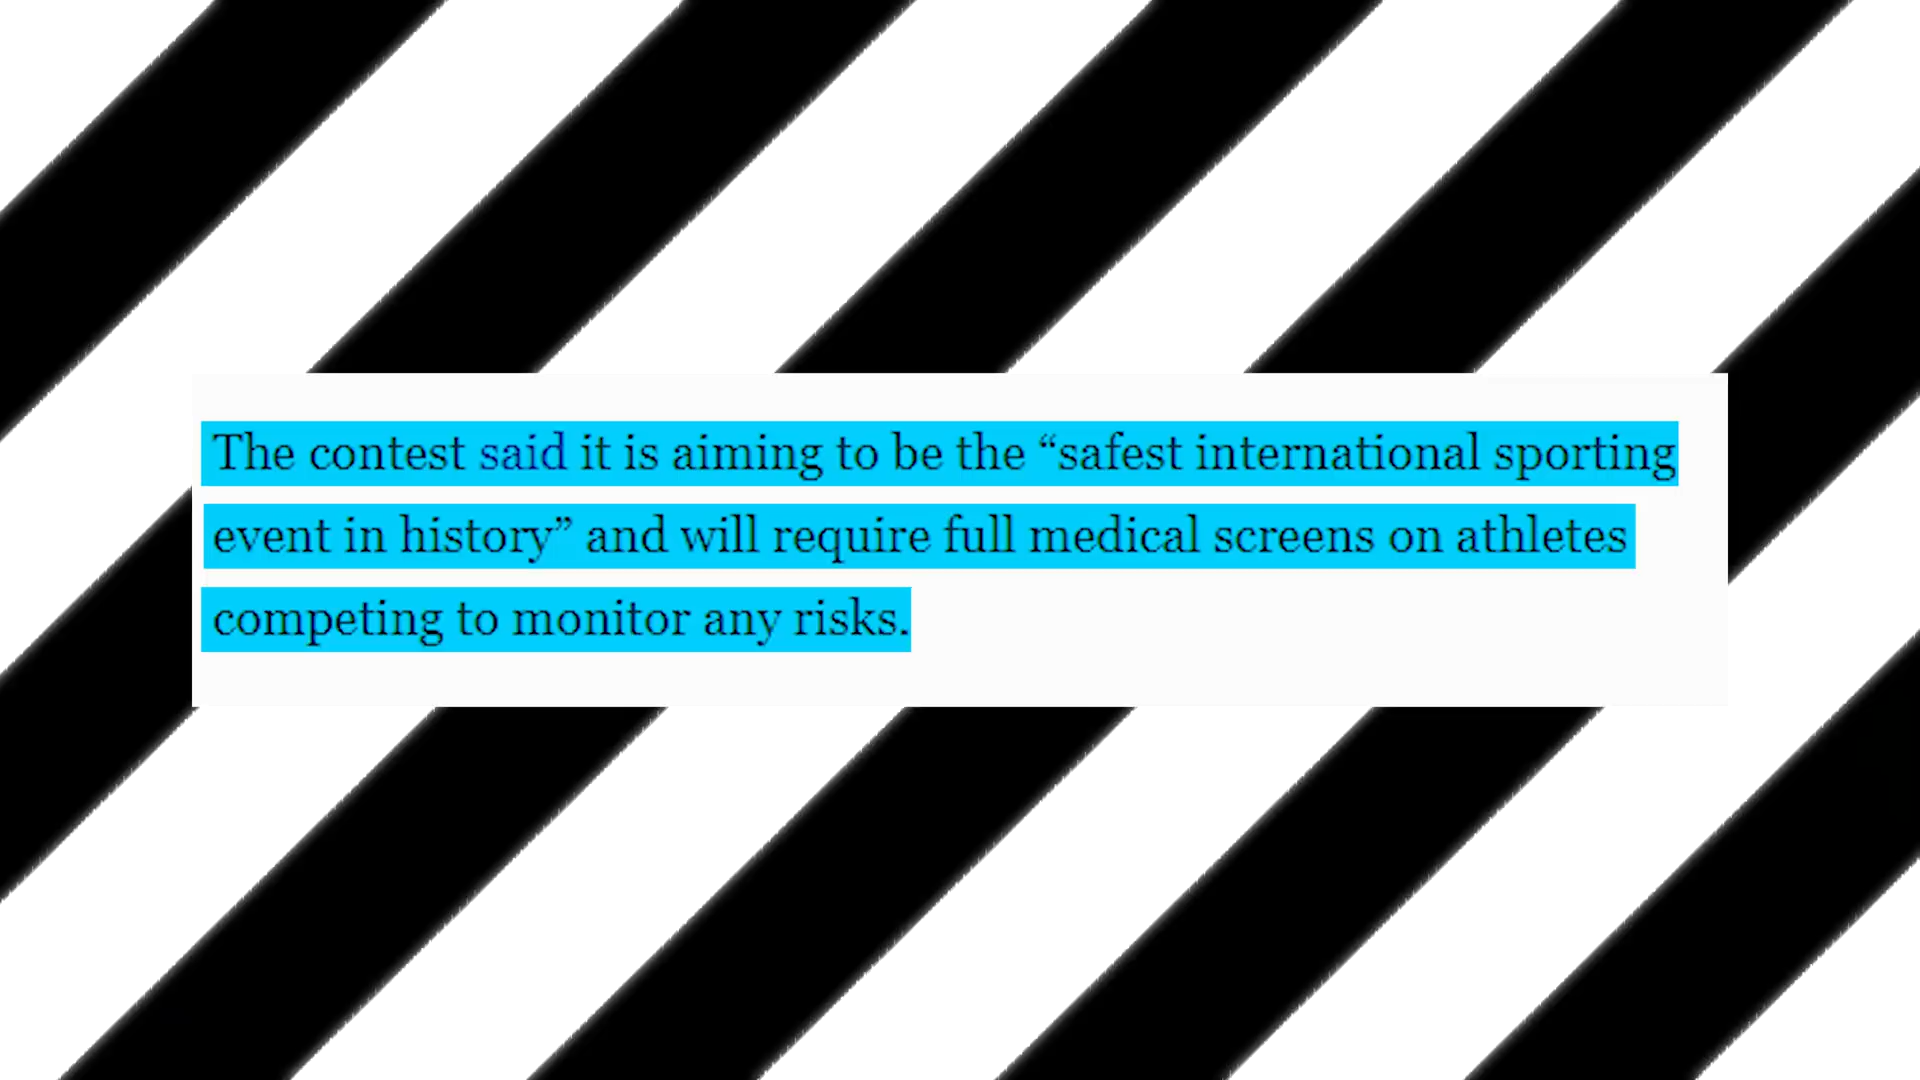 The contest said it is aiming to be the “safest international sporting
event in history” and will require full medical screens on athletes
competing to monitor any risks.